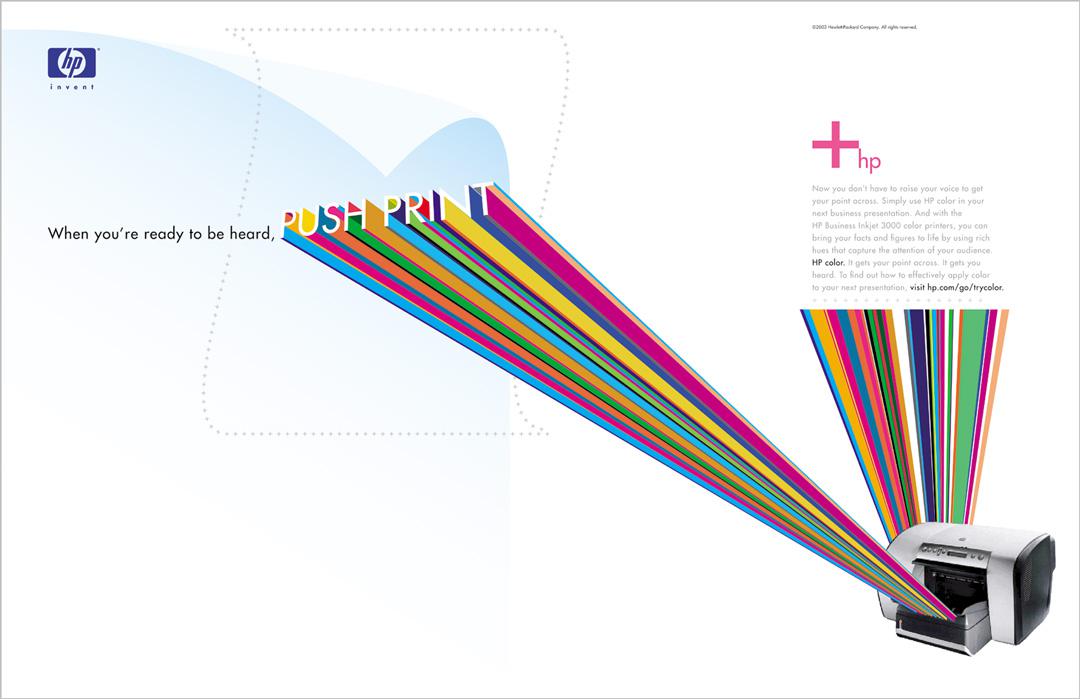 ©2003 Hewlett-Packard Company. All rights reserved.
hp
invent
When you're ready to be heard, PUSH PRINT
+hp
Now you don't have to raise your voice to get
your point across. Simply use HP color in your
next business presentation. And with the
HP Business Inkjet 3000 color printers, you can
bring your facts and figures to life by using rich
hues that capture the attention of your audience.
HP color. It gets your point across. It gets you
heard. To find out how to effectively apply color
to your next presentation, visit hp.com/go/trycolor.